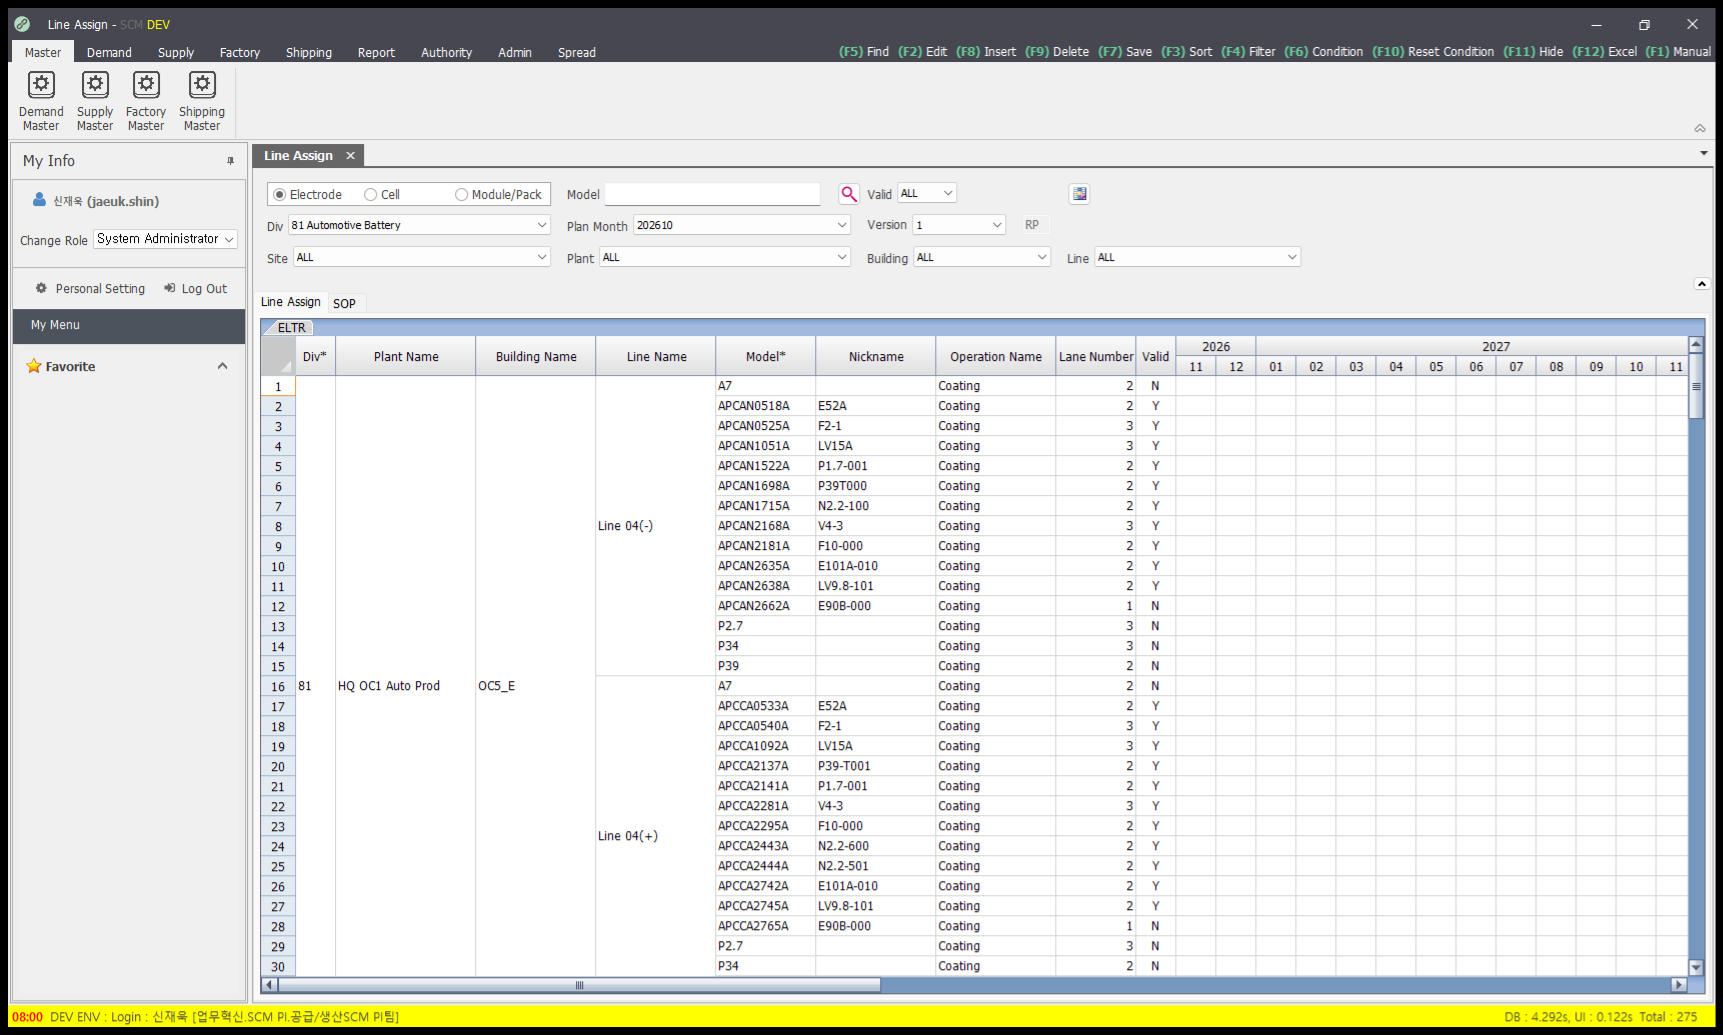 Line Assign - SCM DEV
Master Demand Supply Factory Shipping Report Authority Admin Spread (F5) Find (F2) Edit (F8) Insert (F9) Delete (F7) Save (F3) Sort (F4) Filter (F6) Condition (F10) Reset Condition (F11) Hide (F12) Excel (F1) Manual
Demand Master
Supply Master
Factory Master
Shipping Master
My Info
신재욱 (jaeuk.shin)
Change Role System Administrator
Personal Setting Log Out
My Menu
Favorite
Line Assign
Electrode Cell Module/Pack Model Valid ALL
Div 81 Automotive Battery Plan Month 202610 Version 1 RP
Site ALL Plant ALL Building ALL Line ALL
Line Assign SOP
ELTR
Div* Plant Name Building Name Line Name Model* Nickname Operation Name Lane Number Valid 2026 2027
11 12 01 02 03 04 05 06 07 08 09 10 11
1 A7 Coating 2 N
2 APCAN0518A E52A Coating 2 Y
3 APCAN0525A F2-1 Coating 3 Y
4 APCAN1051A LV15A Coating 3 Y
5 APCAN1522A P1.7-001 Coating 2 Y
6 APCAN1698A P39T000 Coating 2 Y
7 APCAN1715A N2.2-100 Coating 2 Y
8 Line 04(-) APCAN2168A V4-3 Coating 3 Y
9 APCAN2181A F10-000 Coating 2 Y
10 APCAN2635A E101A-010 Coating 2 Y
11 APCAN2638A LV9.8-101 Coating 2 Y
12 APCAN2662A E90B-000 Coating 1 N
13 P2.7 Coating 3 N
14 P34 Coating 3 N
15 P39 Coating 2 N
16 81 HQ OC1 Auto Prod OC5_E A7 Coating 2 N
17 APCCA0533A E52A Coating 2 Y
18 APCCA0540A F2-1 Coating 3 Y
19 APCCA1092A LV15A Coating 3 Y
20 APCCA2137A P39-T001 Coating 2 Y
21 APCCA2141A P1.7-001 Coating 2 Y
22 APCCA2281A V4-3 Coating 3 Y
23 APCCA2295A F10-000 Coating 2 Y
Line 04(+)
24 APCCA2443A N2.2-600 Coating 2 Y
25 APCCA2444A N2.2-501 Coating 2 Y
26 APCCA2742A E101A-010 Coating 2 Y
27 APCCA2745A LV9.8-101 Coating 2 Y
28 APCCA2765A E90B-000 Coating 1 N
29 P2.7 Coating 3 N
30 P34 Coating 2 N
08:00 DEV ENV : Login : 신재욱 [업무혁신.SCM PI.공급/생산SCM PI팀] DB : 4.292s, UI : 0.122s Total : 275